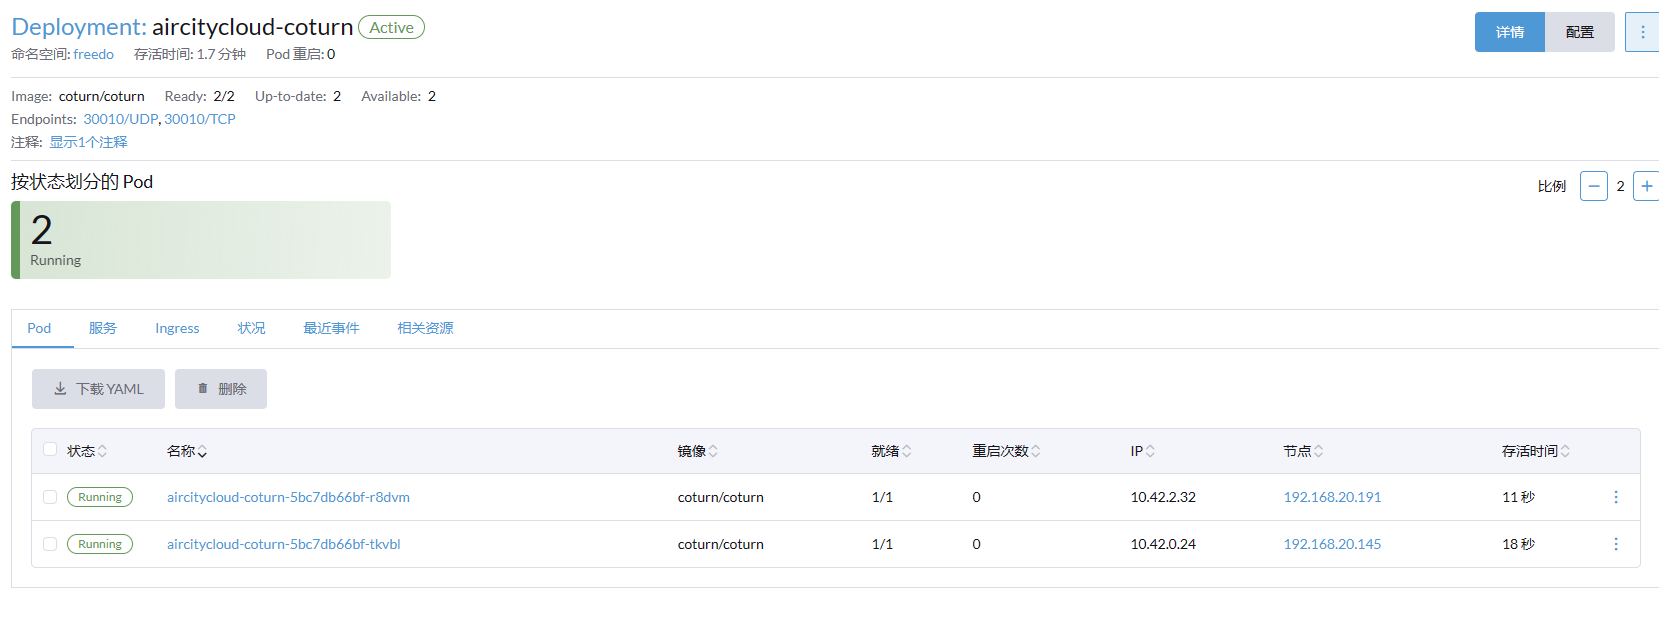 Deployment: aircitycloud-coturn Active
详情 配置
命名空间: freedo 存活时间: 1.7 分钟 Pod 重启: 0
Image: coturn/coturn Ready: 2/2 Up-to-date: 2 Available: 2
Endpoints: 30010/UDP, 30010/TCP
注释: 显示1个注释
按状态划分的 Pod
比例 − 2 +
2
Running
Pod 服务 Ingress 状况 最近事件 相关资源
下载 YAML 删除
状态 名称 镜像 就绪 重启次数 IP 节点 存活时间
Running aircitycloud-coturn-5bc7db66bf-r8dvm coturn/coturn 1/1 0 10.42.2.32 192.168.20.191 11 秒
Running aircitycloud-coturn-5bc7db66bf-tkvbl coturn/coturn 1/1 0 10.42.0.24 192.168.20.145 18 秒